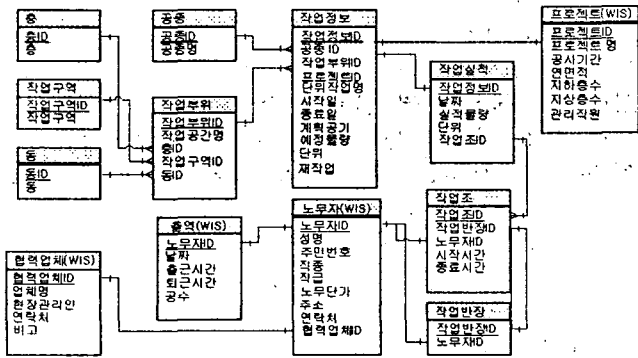 층
층ID
층
공종
공종ID
공종명
작업정보
작업정보ID
공종ID
작업부위ID
프로젝트ID
단위작업명
시작일
종료일
계획공기
예정물량
단위
재작업
프로젝트(WIS)
프로젝트ID
프로젝트명
공사기간
연면적
지하층수
지상층수
관리직원
작업실적
작업정보ID
날짜
실적물량
단위
작업조ID
작업구역
작업구역ID
작업구역
작업부위
작업부위ID
작업공간명
층ID
작업구역ID
동ID
동
동ID
동
협력업체(WIS)
협력업체ID
업체명
현장관리인
연락처
비고
출역(WIS)
노무자ID
날짜
출근시간
퇴근시간
공수
노무자(WIS)
노무자ID
성명
주민번호
직종
직급
노무단가
주소
연락처
협력업체ID
작업조
작업조ID
작업반장ID
노무자ID
시작시간
종료시간
작업반장
작업반장ID
노무자ID